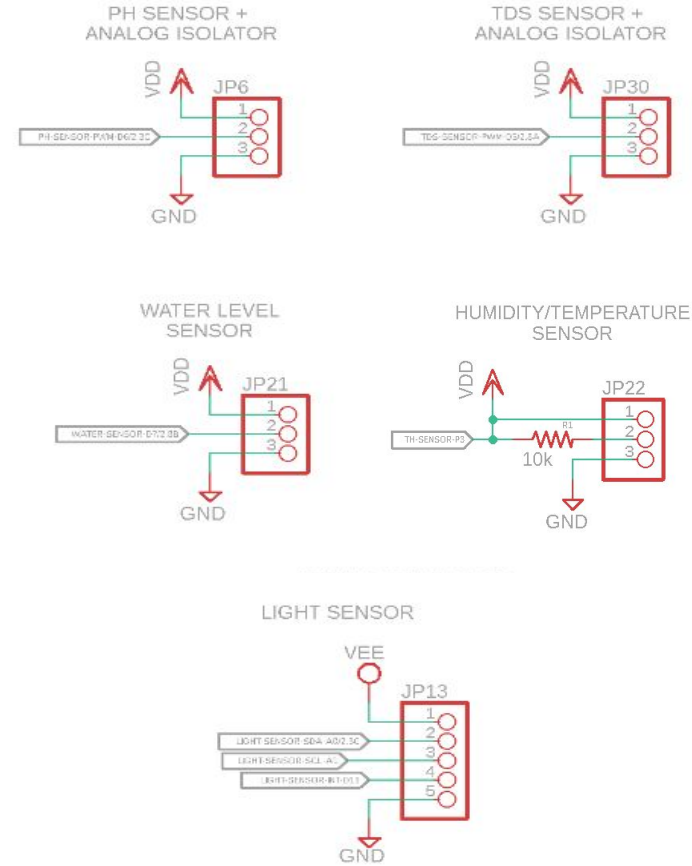 PH SENSOR +
ANALOG ISOLATOR
VDD
JP6
1
2
3
GND
TDS SENSOR +
ANALOG ISOLATOR
VDD
JP30
1
2
3
GND
WATER LEVEL
SENSOR
VDD
JP21
1
2
3
GND
HUMIDITY/TEMPERATURE
SENSOR
VDD
JP22
TH-SENSOR-P3
R1
10k
1
2
3
GND
LIGHT SENSOR
VEE
JP13
1
2
3
4
5
GND